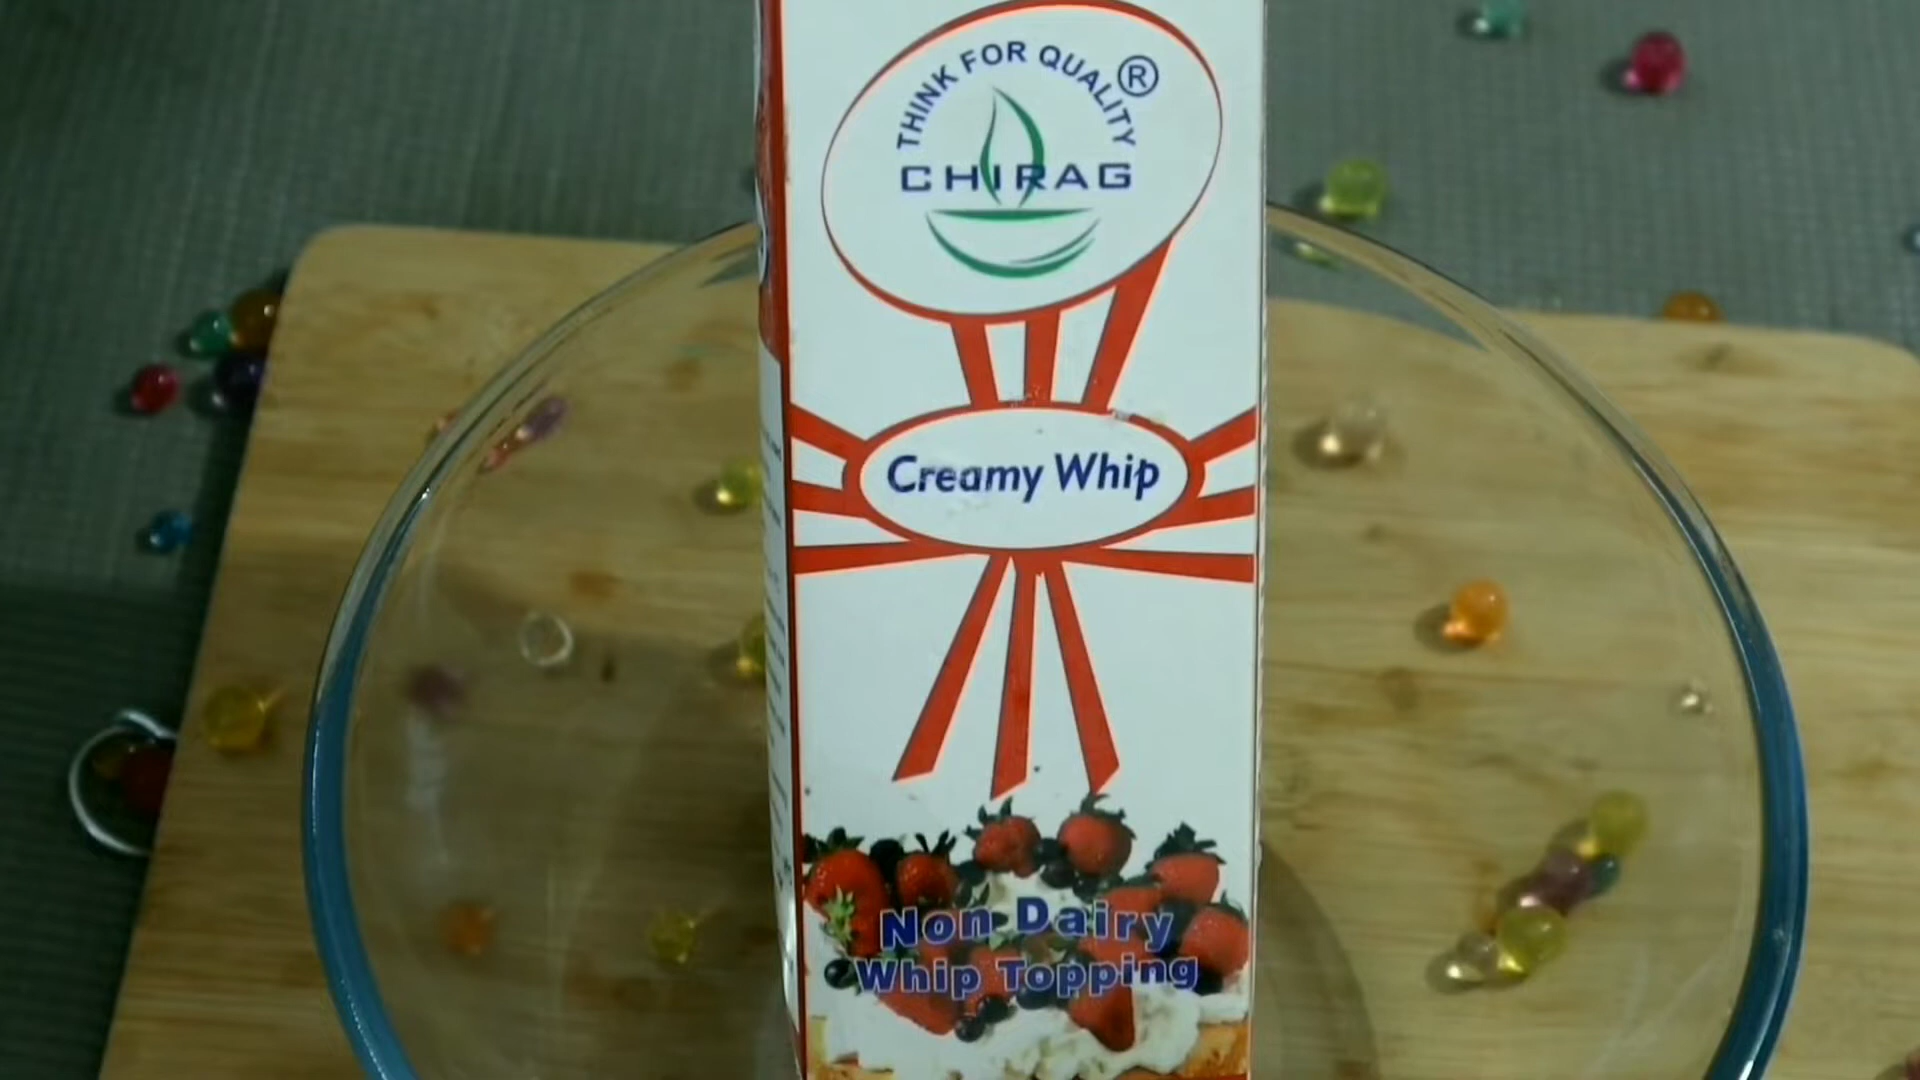 THINK FOR QUALITY ®
CHIRAG
Creamy Whip
Non Dairy
Whip Topping